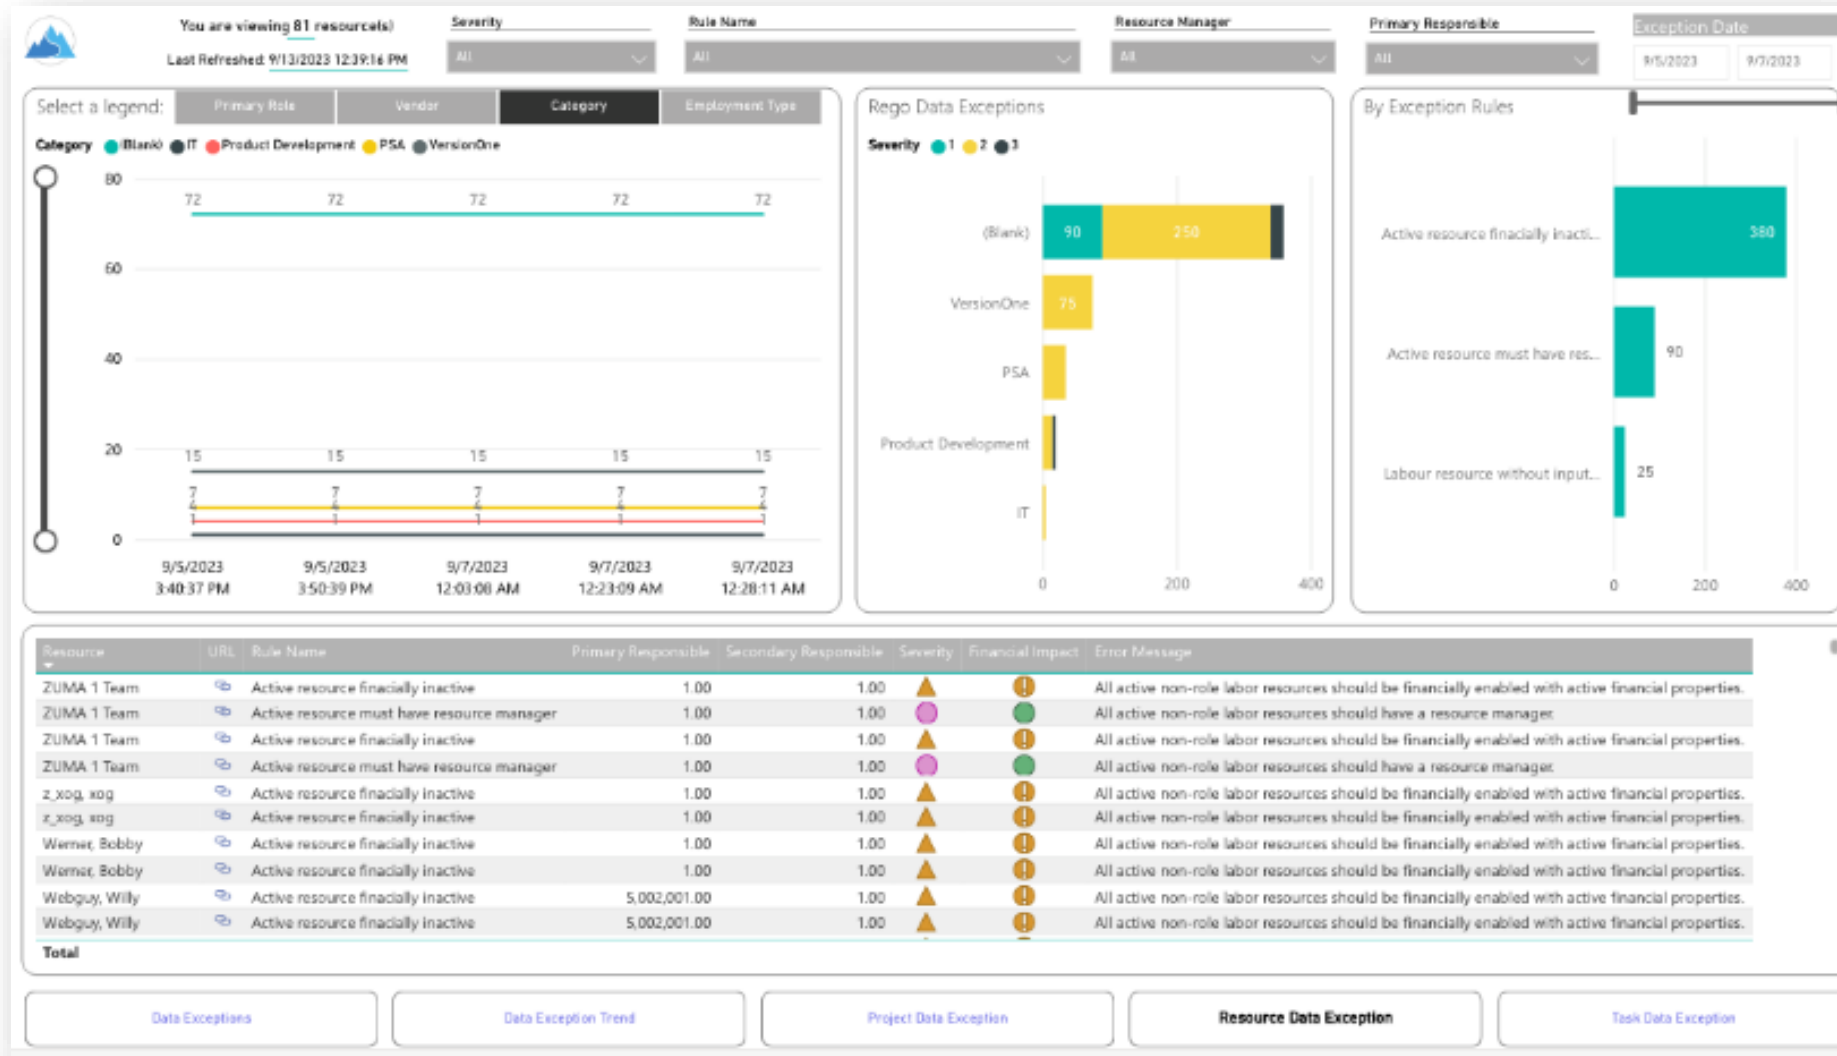 You are viewing 81 resource(s)
Last Refreshed: 9/13/2023 12:39:16 PM
Severity
All
Rule Name
All
Resource Manager
All
Primary Responsible
All
Exception Date
9/5/2023 9/7/2023
Select a legend: Primary Role Vendor Category Employment Type
Category (Blank) IT Product Development PSA VersionOne
80
72 72 72 72 72
60
40
20
15 15 15 15 15
7 7 7 7 7
4 4 4 4 4
1 1 1 1 1
0
9/5/2023 9/5/2023 9/7/2023 9/7/2023 9/7/2023
3:40:37 PM 3:50:39 PM 12:03:08 AM 12:23:09 AM 12:28:11 AM
Rego Data Exceptions
Severity 1 2 3
(Blank) 90 250
VersionOne 75
PSA
Product Development
IT
0 200 400
By Exception Rules
Active resource finacially inacti... 380
Active resource must have res... 90
Labour resource without input... 25
0 200 400
Resource URL Rule Name Primary Responsible Secondary Responsible Severity Financial Impact Error Message
ZUMA 1 Team Active resource finacially inactive 1.00 1.00 All active non-role labor resources should be financially enabled with active financial properties.
ZUMA 1 Team Active resource must have resource manager 1.00 1.00 All active non-role labor resources should have a resource manager.
ZUMA 1 Team Active resource finacially inactive 1.00 1.00 All active non-role labor resources should be financially enabled with active financial properties.
ZUMA 1 Team Active resource must have resource manager 1.00 1.00 All active non-role labor resources should have a resource manager.
z_xog, xog Active resource finacially inactive 1.00 1.00 All active non-role labor resources should be financially enabled with active financial properties.
z_xog, xog Active resource finacially inactive 1.00 1.00 All active non-role labor resources should be financially enabled with active financial properties.
Werner, Bobby Active resource finacially inactive 1.00 1.00 All active non-role labor resources should be financially enabled with active financial properties.
Werner, Bobby Active resource finacially inactive 1.00 1.00 All active non-role labor resources should be financially enabled with active financial properties.
Webguy, Willy Active resource finacially inactive 5,002,001.00 1.00 All active non-role labor resources should be financially enabled with active financial properties.
Webguy, Willy Active resource finacially inactive 5,002,001.00 1.00 All active non-role labor resources should be financially enabled with active financial properties.
Total
Data Exceptions Data Exception Trend Project Data Exception Resource Data Exception Task Data Exception